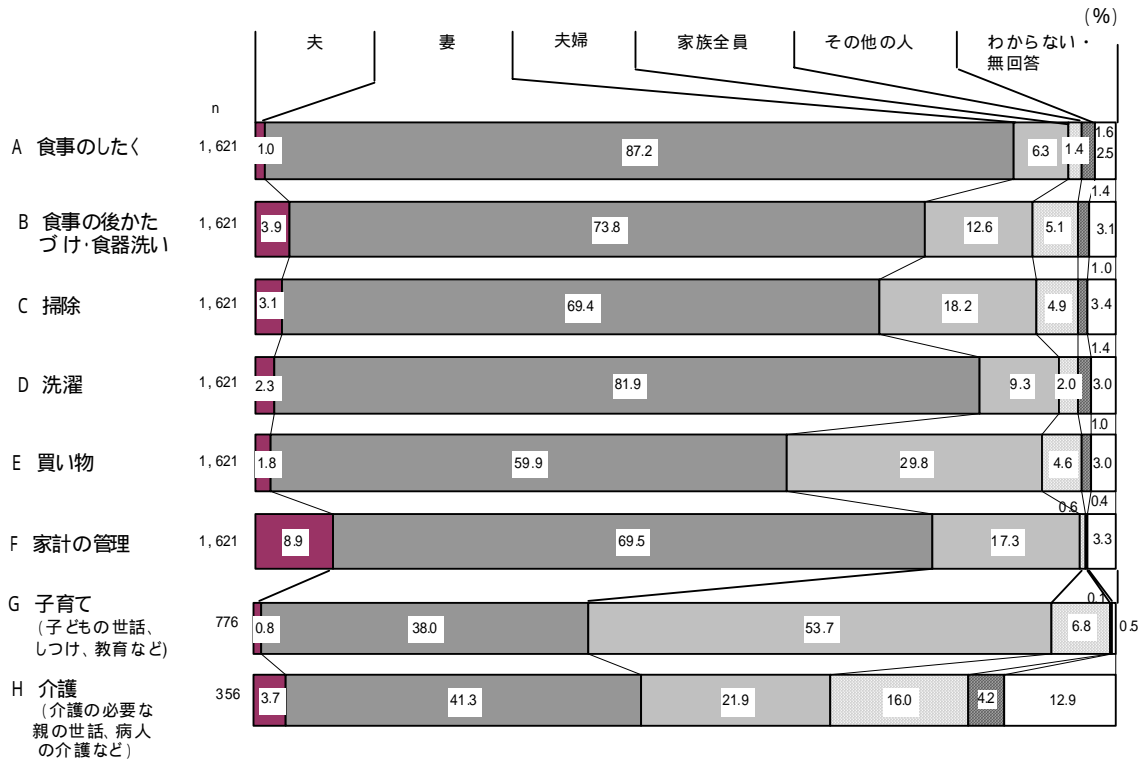 (%)
夫 妻 夫婦 家族全員 その他の人 わからない・
無回答
n
A 食事のしたく 1,621 1.0 87.2 6.3 1.4 1.6 2.5
1.4
B 食事の後かた
づけ・食器洗い 1,621 3.9 73.8 12.6 5.1 3.1
1.0
C 掃除 1,621 3.1 69.4 18.2 4.9 3.4
1.4
D 洗濯 1,621 2.3 81.9 9.3 2.0 3.0
1.0
E 買い物 1,621 1.8 59.9 29.8 4.6 3.0
0.6 0.4
F 家計の管理 1,621 8.9 69.5 17.3 3.3
0.1
G 子育て
(子どもの世話、
しつけ、教育など) 776 0.8 38.0 53.7 6.8 0.5
H 介護
(介護の必要な
親の世話、病人
の介護など) 356 3.7 41.3 21.9 16.0 4.2 12.9